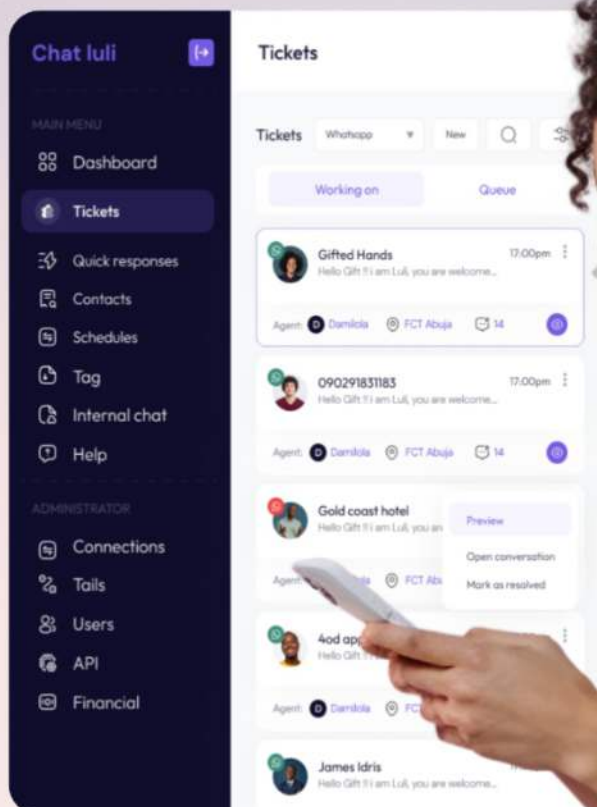 Chat luli
MAIN MENU
Dashboard
Tickets
Quick responses
Contacts
Schedules
Tag
Internal chat
Help
ADMINISTRATOR
Connections
Tails
Users
API
Financial
Tickets
Tickets Whatsapp New
Working on Queue
Gifted Hands 17:00pm
Hello Gift !! i am Luli, you are welcome...
Agent: D Damilola FCT Abuja 14
090291831183 17:00pm
Hello Gift !! i am Luli, you are welcome...
Agent: D Damilola FCT Abuja 14
Gold coast hotel
Hello Gift !! i am Luli, you are
Preview
Open conversation
Mark as resolved
Agent: FCT
4od
Hello Gift !!
Agent: D Damilola
James Idris
Hello Gift !! i am Luli, you are welcome...